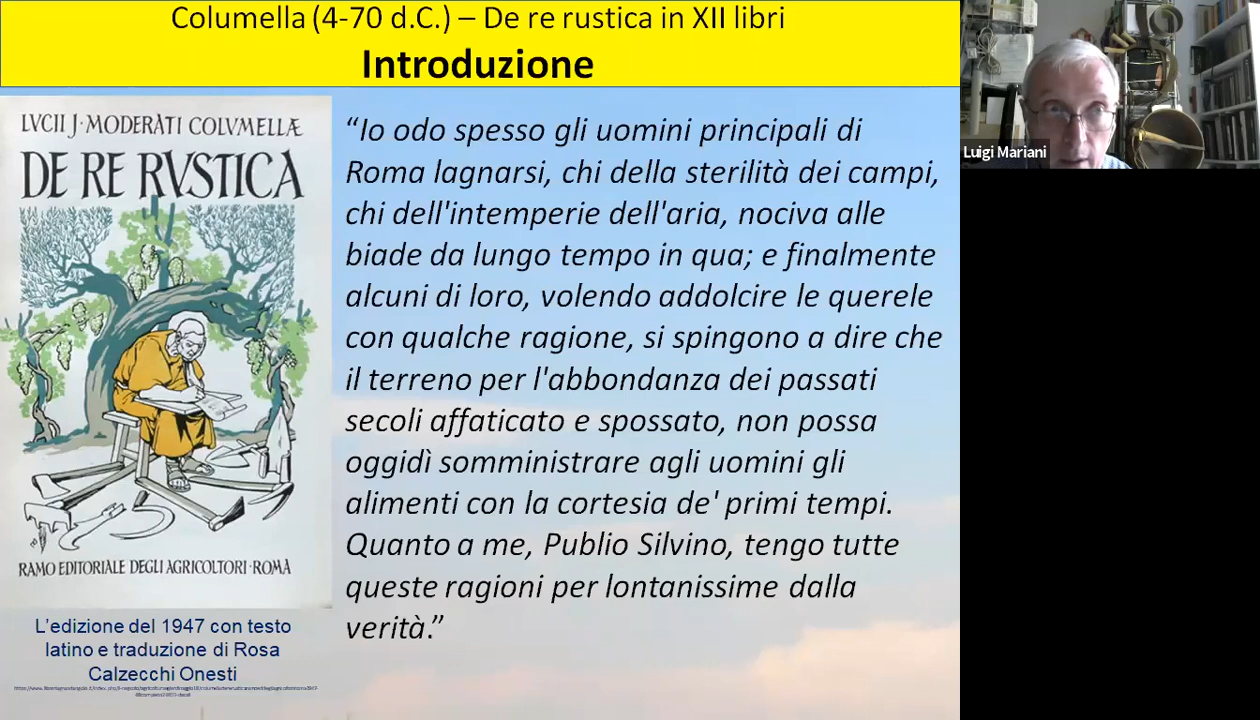 Columella (4-70 d.C.) – De re rustica in XII libri
Introduzione
LVCII J·MODERATI COLVMELLÆ
DE RE RVSTICA
RAMO EDITORIALE DEGLI AGRICOLTORI·ROMA
L'edizione del 1947 con testo
latino e traduzione di Rosa
Calzecchi Onesti
“Io odo spesso gli uomini principali di
Roma lagnarsi, chi della sterilità dei campi,
chi dell'intemperie dell'aria, nociva alle
biade da lungo tempo in qua; e finalmente
alcuni di loro, volendo addolcire le querele
con qualche ragione, si spingono a dire che
il terreno per l'abbondanza dei passati
secoli affaticato e spossato, non possa
oggidì somministrare agli uomini gli
alimenti con la cortesia de' primi tempi.
Quanto a me, Publio Silvino, tengo tutte
queste ragioni per lontanissime dalla
verità.”
Luigi Mariani